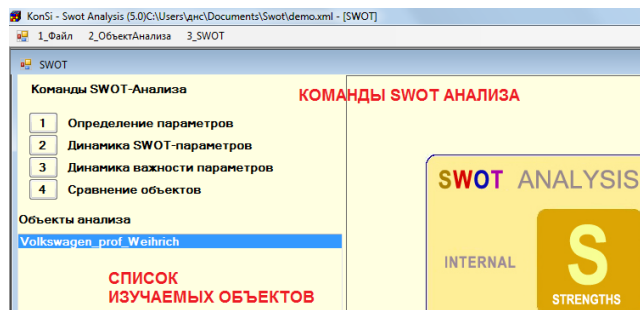 KonSi - Swot Analysis (5.0)C:\Users\днс\Documents\Swot\demo.xml - [SWOT]
1_Файл 2_ОбъектАнализа 3_SWOT
SWOT
Команды SWOT-Анализа
КОМАНДЫ SWOT АНАЛИЗА
1 Определение параметров
2 Динамика SWOT-параметров
3 Динамика важности параметров
4 Сравнение объектов
Объекты анализа
Volkswagen_prof_Weihrich
СПИСОК
ИЗУЧАЕМЫХ ОБЪЕКТОВ
SWOT ANALYSIS
INTERNAL
S
STRENGTHS